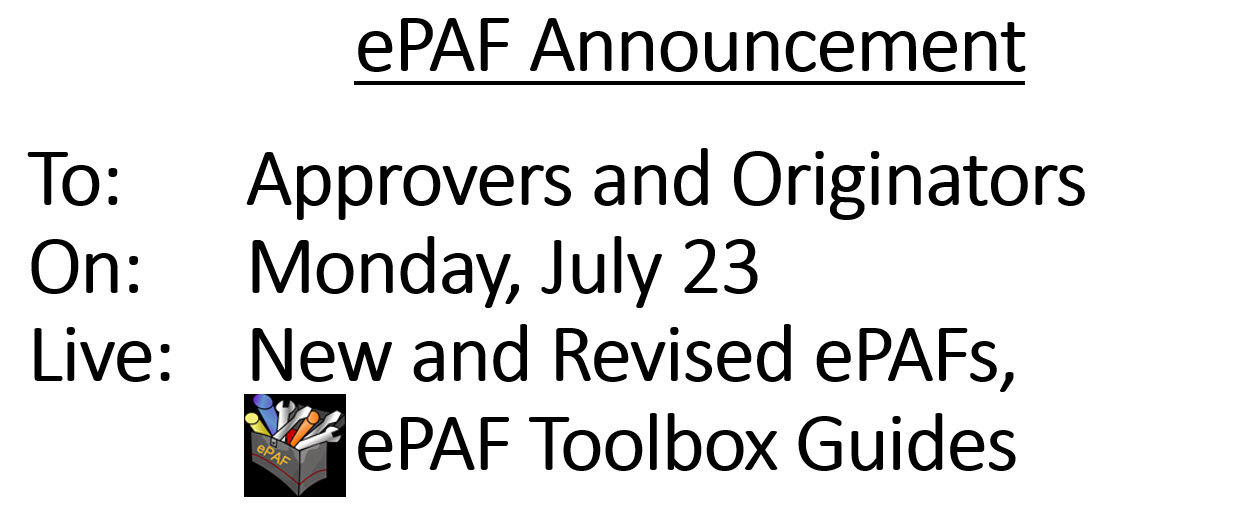 ePAF Announcement
To: Approvers and Originators
On: Monday, July 23
Live: New and Revised ePAFs,
ePAF
ePAF Toolbox Guides